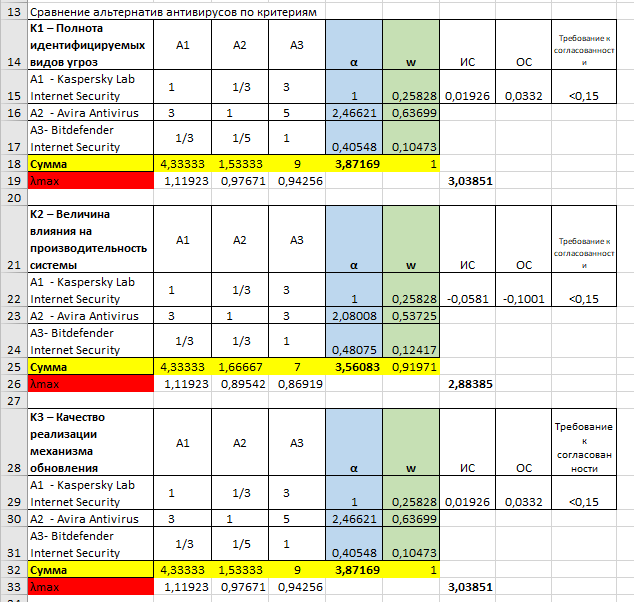 13 Сравнение альтернатив антивирусов по критериям
К1 – Полнота
идентифицируемых
14 видов угроз A1 A2 A3 α w ИС ОС Требование к согласованност и
A1 - Kaspersky Lab
15 Internet Security 1 1/3 3 1 0,25828 0,01926 0,0332 <0,15
16 A2 - Avira Antivirus 3 1 5 2,46621 0,63699
A3- Bitdefender
17 Internet Security 1/3 1/5 1 0,40548 0,10473
18 Сумма 4,33333 1,53333 9 3,87169 1
19 λmax 1,11923 0,97671 0,94256 3,03851
20
К2 – Величина
влияния на
производительность
21 системы A1 A2 A3 α w ИС ОС Требование к согласованност и
A1 - Kaspersky Lab
22 Internet Security 1 1/3 3 1 0,25828 -0,0581 -0,1001 <0,15
23 A2 - Avira Antivirus 3 1 3 2,08008 0,53725
A3- Bitdefender
24 Internet Security 1/3 1/3 1 0,48075 0,12417
25 Сумма 4,33333 1,66667 7 3,56083 0,91971
26 λmax 1,11923 0,89542 0,86919 2,88385
27
К3 – Качество
реализации
механизма
28 обновления A1 A2 A3 α w ИС ОС Требование к согласован ности
A1 - Kaspersky Lab
29 Internet Security 1 1/3 3 1 0,25828 0,01926 0,0332 <0,15
30 A2 - Avira Antivirus 3 1 5 2,46621 0,63699
A3- Bitdefender
31 Internet Security 1/3 1/5 1 0,40548 0,10473
32 Сумма 4,33333 1,53333 9 3,87169 1
33 λmax 1,11923 0,97671 0,94256 3,03851